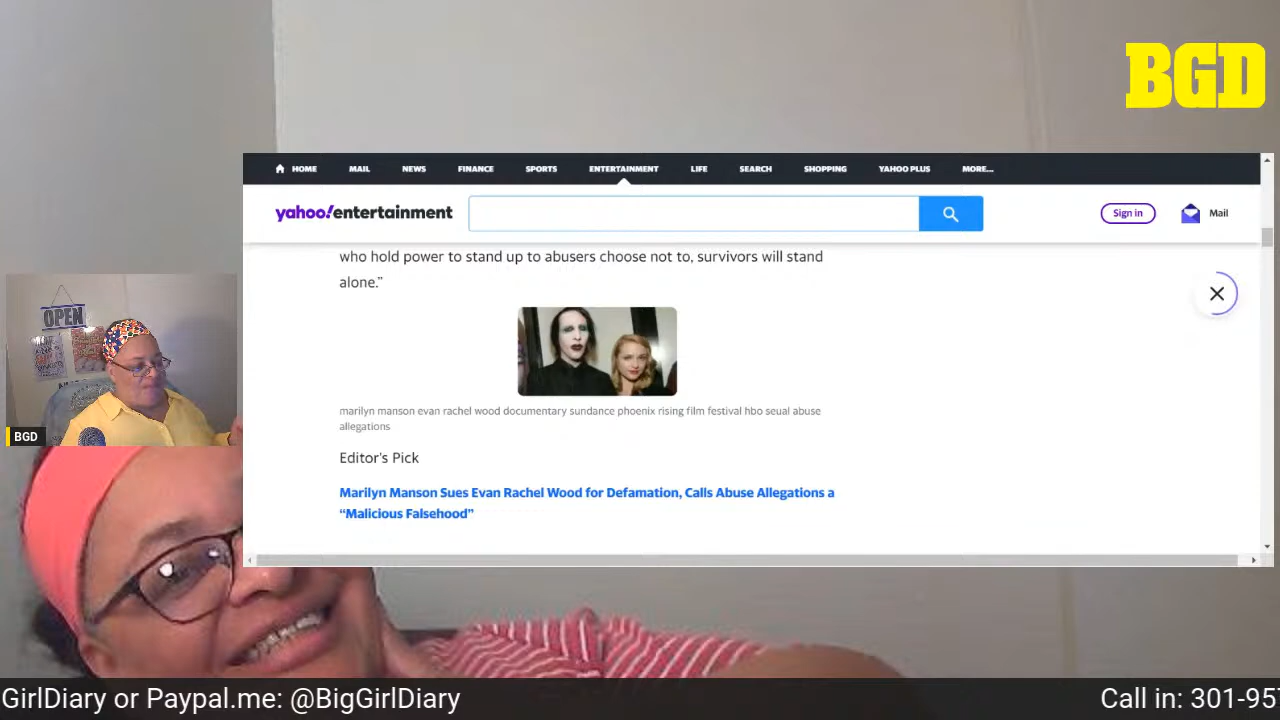 BGD
HOME MAIL NEWS FINANCE SPORTS ENTERTAINMENT LIFE SEARCH SHOPPING YAHOO PLUS MORE...
yahoo!entertainment
Sign in
Mail
who hold power to stand up to abusers choose not to, survivors will stand
alone.”
marilyn manson evan rachel wood documentary sundance phoenix rising film festival hbo seual abuse
allegations
Editor's Pick
Marilyn Manson Sues Evan Rachel Wood for Defamation, Calls Abuse Allegations a
“Malicious Falsehood”
OPEN
BGD
GirlDiary or Paypal.me: @BigGirlDiary
Call in: 301-957